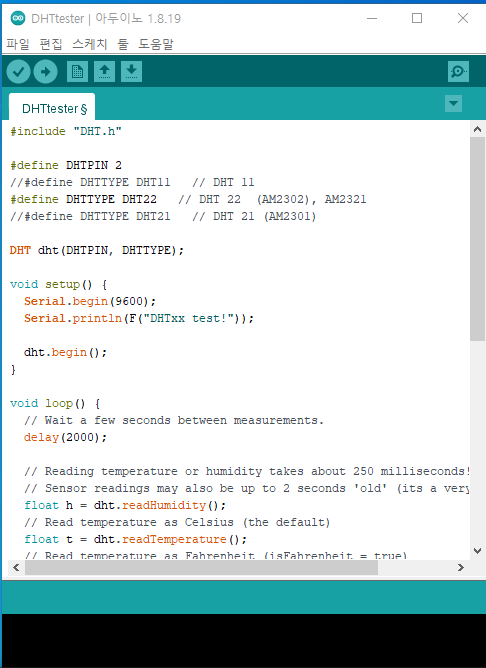 DHTtester | 아두이노 1.8.19
파일 편집 스케치 툴 도움말
DHTtester §
#include "DHT.h"
#define DHTPIN 2
//#define DHTTYPE DHT11   // DHT 11
#define DHTTYPE DHT22   // DHT 22  (AM2302), AM2321
//#define DHTTYPE DHT21   // DHT 21 (AM2301)
DHT dht(DHTPIN, DHTTYPE);
void setup() {
  Serial.begin(9600);
  Serial.println(F("DHTxx test!"));
  dht.begin();
}
void loop() {
  // Wait a few seconds between measurements.
  delay(2000);
  // Reading temperature or humidity takes about 250 milliseconds!
  // Sensor readings may also be up to 2 seconds 'old' (its a very
  float h = dht.readHumidity();
  // Read temperature as Celsius (the default)
  float t = dht.readTemperature();
  // Read temperature as Fahrenheit (isFahrenheit = true)